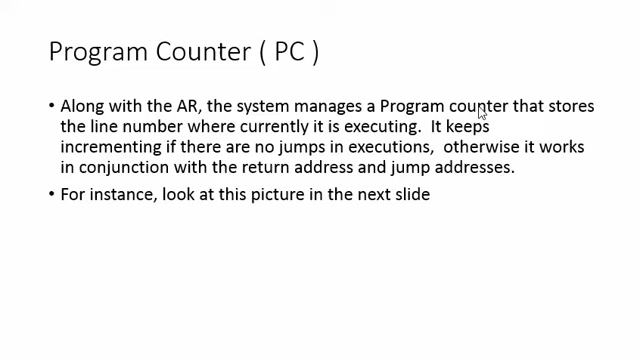 Program Counter ( PC )
• Along with the AR, the system manages a Program counter that stores
the line number where currently it is executing. It keeps
incrementing if there are no jumps in executions, otherwise it works
in conjunction with the return address and jump addresses.
• For instance, look at this picture in the next slide